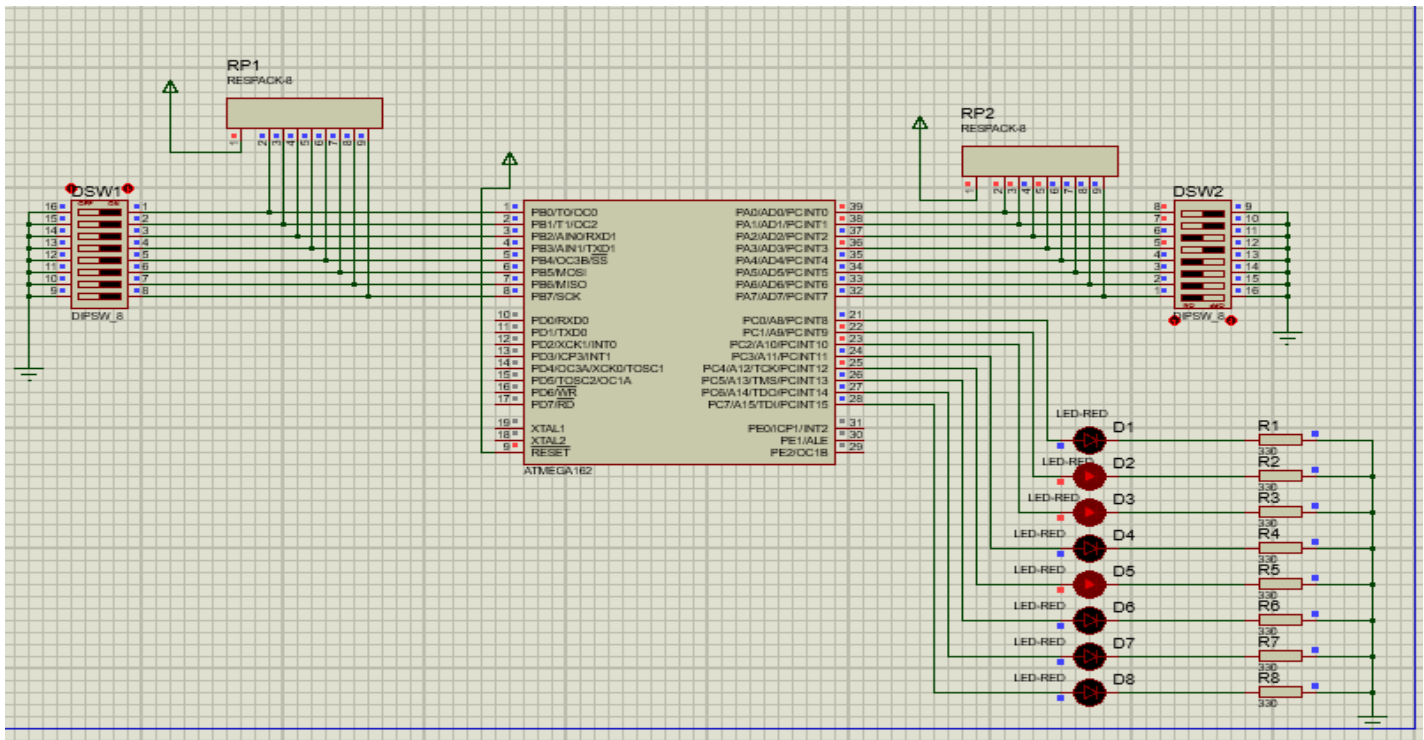 RP1
RESPACK-8
1 2 3 4 5 6 7 8 9
RP2
RESPACK-8
1 2 3 4 5 6 7 8 9
DSW1
OFF ON
16 1
15 2
14 3
13 4
12 5
11 6
10 7
9 8
DIPSW_8
1 PB0/T0/OC0 PA0/AD0/PCINT0 39
2 PB1/T1/OC2 PA1/AD1/PCINT1 38
3 PB2/AIN0/RXD1 PA2/AD2/PCINT2 37
4 PB3/AIN1/TXD1 PA3/AD3/PCINT3 36
5 PB4/OC3B/SS PA4/AD4/PCINT4 35
6 PB5/MOSI PA5/AD5/PCINT5 34
7 PB6/MISO PA6/AD6/PCINT6 33
8 PB7/SCK PA7/AD7/PCINT7 32
10 PD0/RXD0 PC0/A8/PCINT8 21
11 PD1/TXD0 PC1/A9/PCINT9 22
12 PD2/XCK1/INT0 PC2/A10/PCINT10 23
13 PD3/ICP3/INT1 PC3/A11/PCINT11 24
14 PD4/OC3A/XCK0/TOSC1 PC4/A12/TCK/PCINT12 25
15 PD5/TOSC2/OC1A PC5/A13/TMS/PCINT13 26
16 PD6/WR PC6/A14/TDO/PCINT14 27
17 PD7/RD PC7/A15/TDI/PCINT15 28
19 XTAL1 PE0/ICP1/INT2 31
18 XTAL2 PE1/ALE 30
9 RESET PE2/OC1B 29
ATMEGA162
DSW2
8 9
7 10
6 11
5 12
4 13
3 14
2 15
1 16
DIPSW_8
LED-RED D1 R1
330
LED-RED D2 R2
330
LED-RED D3 R3
330
LED-RED D4 R4
330
LED-RED D5 R5
330
LED-RED D6 R6
330
LED-RED D7 R7
330
LED-RED D8 R8
330